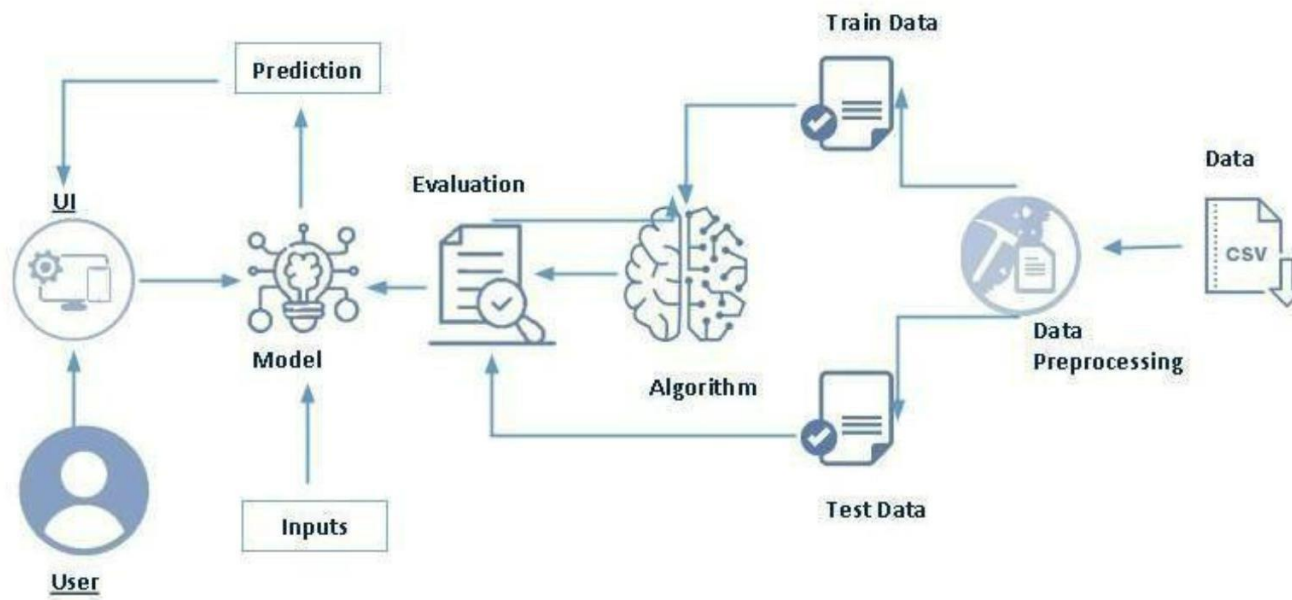 Train Data
Prediction
Data
Evaluation
UI
CSV
Data
Preprocessing
Model
Algorithm
Test Data
Inputs
User